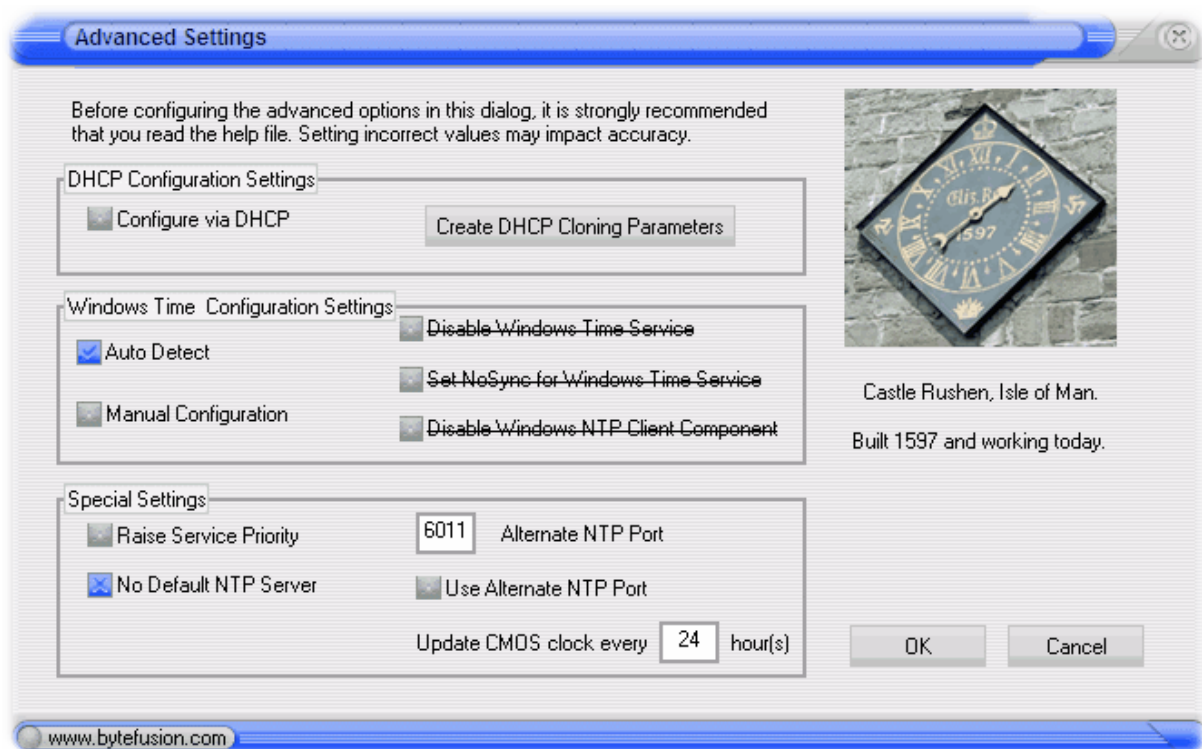 Advanced Settings
Before configuring the advanced options in this dialog, it is strongly recommended
that you read the help file. Setting incorrect values may impact accuracy.
DHCP Configuration Settings
Configure via DHCP
Create DHCP Cloning Parameters
Windows Time  Configuration Settings
Auto Detect
Manual Configuration
Disable Windows Time Service
Set NoSync for Windows Time Service
Disable Windows NTP Client Component
Special Settings
Raise Service Priority
No Default NTP Server
6011 Alternate NTP Port
Use Alternate NTP Port
Update CMOS clock every 24 hour(s)
XII
I
II
X
XI
1597
Castle Rushen, Isle of Man.
Built 1597 and working today.
OK
Cancel
www.bytefusion.com